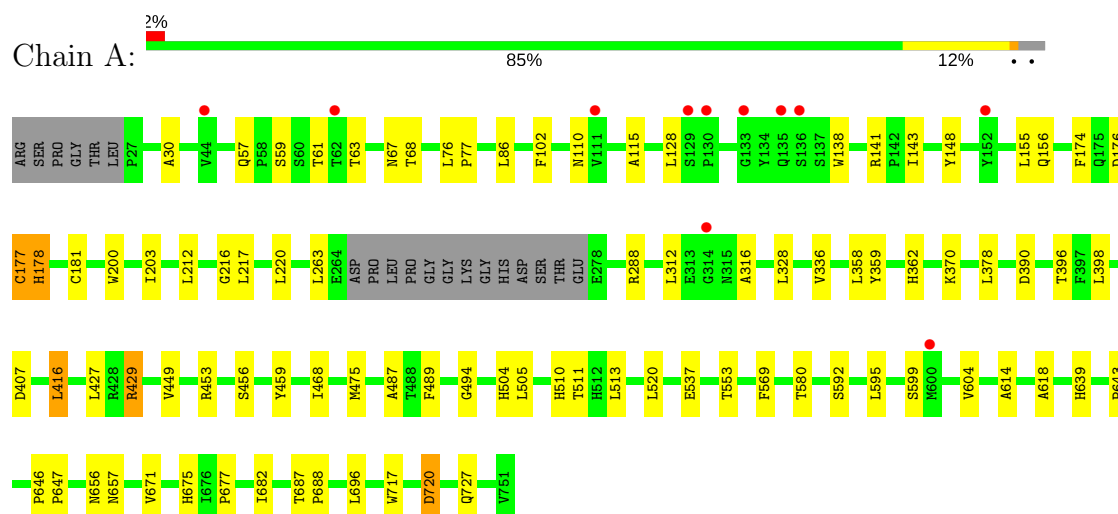 2%
Chain A:
85% 12% • •
ARG SER PRO GLY THR LEU P27 A30 V44 Q57 P58 S59 S60 T61 T62 T63 N67 T68 L76 P77 L86 F102 N110 V111 A115 L128 S129 P130 G133 Y134 Q135 S136 S137 W138 R141 P142 I143 Y148 Y152 L155 Q156 F174 Q175
C177 H178 C181 W200 I203 L212 G216 L217 L220 L263 E264 ASP PRO LEU PRO GLY GLY LYS GLY HIS ASP SER THR GLU E278 R288 L312 E313 G314 N315 A316 L328 V336 L358 Y359 H362 K370 L378 D390 T396 F397 L398
D407 L416 L427 R428 R429 V449 R453 S456 Y459 I468 M475 A487 T488 F489 G494 H504 L505 H510 T511 H512 L513 L520 E537 T553 F569 T580 S592 L595 S599 M600 V604 A614 A618 H639
P646 P647 N656 N657 V671 H675 I676 P677 I682 T687 P688 L696 W717 D720 Q727 V751